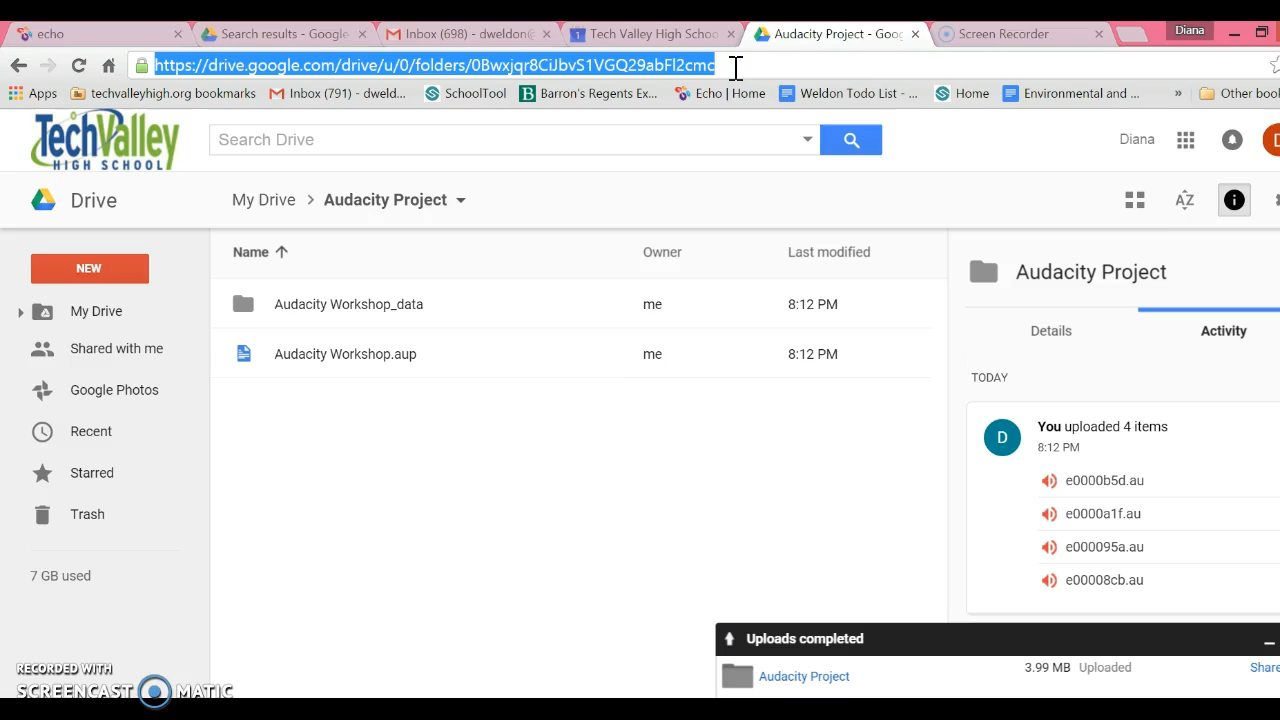 echo
Search results - Google
Inbox (698) - dweldon@
Tech Valley High Schoo
Audacity Project - Goog
Screen Recorder
Diana
https://drive.google.com/drive/u/0/folders/0Bwxjqr8CiJbvS1VGQ29abFl2cmc
Apps
techvalleyhigh.org bookmarks
Inbox (791) - dweld...
SchoolTool
Barron's Regents Ex...
Echo | Home
Weldon Todo List - ...
Home
Environmental and ...
»
Other boo
TechValley
HIGH SCHOOL
Search Drive
Diana
Drive
My Drive > Audacity Project
AZ
i
Name
Owner
Last modified
Audacity Project
NEW
Audacity Workshop_data
me
8:12 PM
My Drive
Details
Activity
Shared with me
Audacity Workshop.aup
me
8:12 PM
TODAY
Google Photos
Recent
D
You uploaded 4 items
8:12 PM
Starred
e0000b5d.au
Trash
e0000a1f.au
e000095a.au
7 GB used
e00008cb.au
Uploads completed
Audacity Project
3.99 MB Uploaded
Share
RECORDED WITH
SCREENCAST MATIC